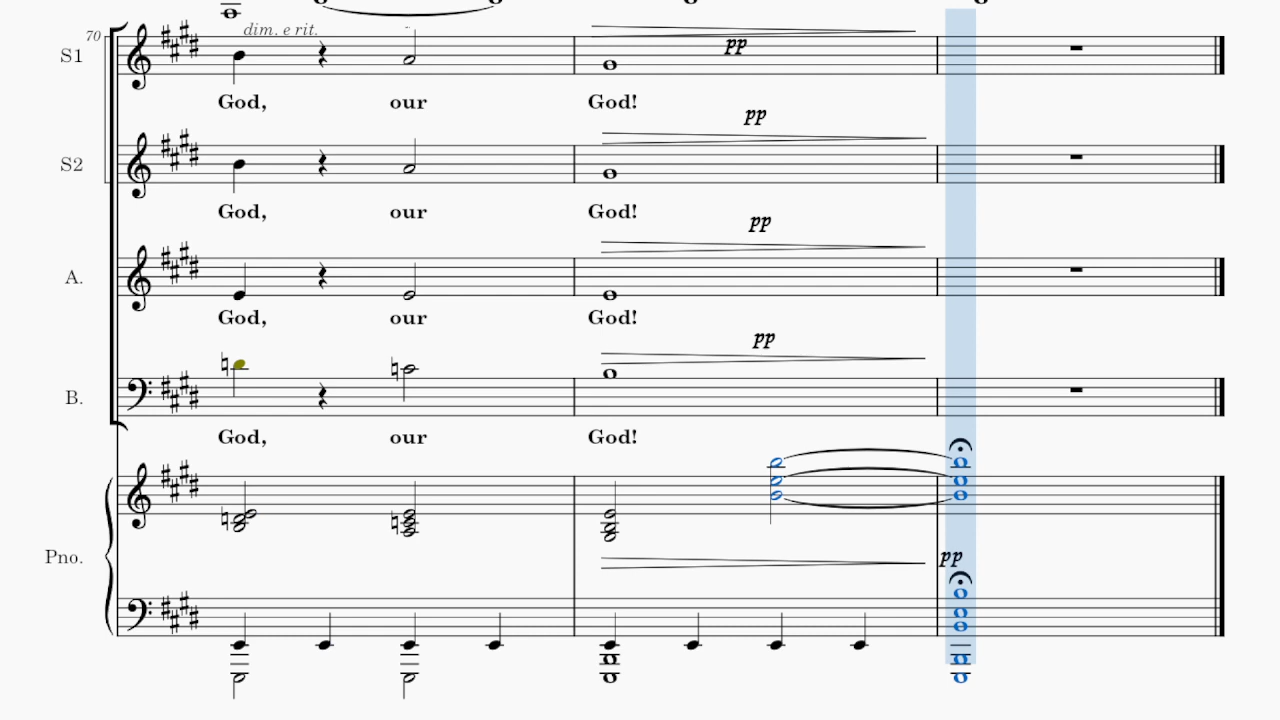 70 dim. e rit.
S1 pp
God, our God!
pp
S2
God, our God!
pp
A.
God, our God!
pp
B.
God, our God!
Pno. pp